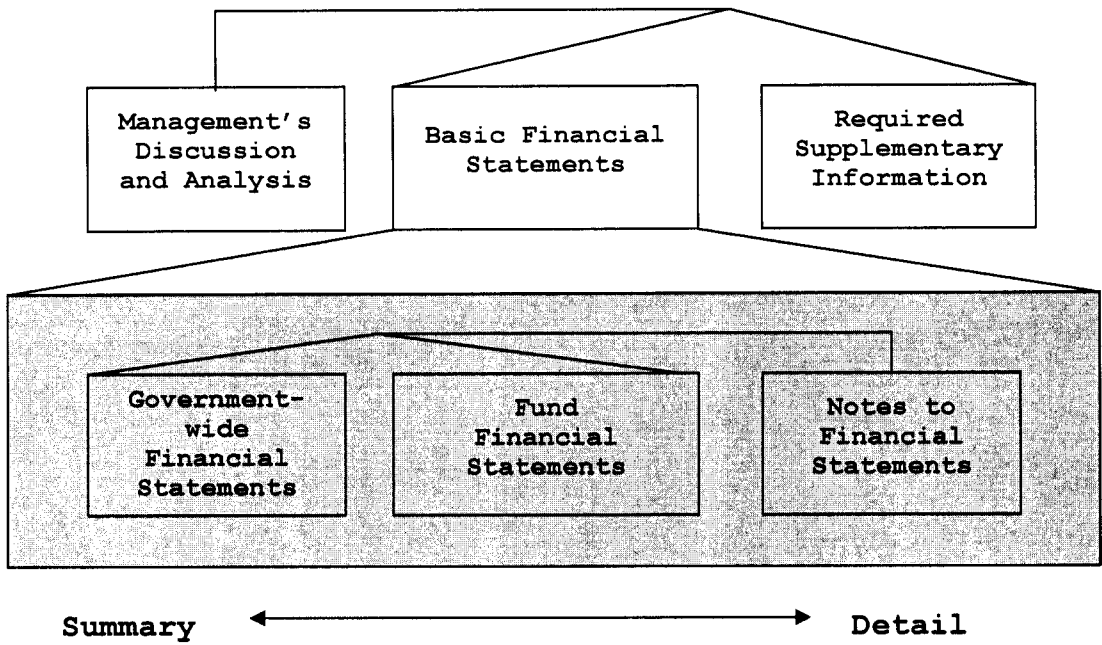 Management's
Discussion
and Analysis
Basic Financial
Statements
Required
Supplementary
Information
Government-
wide
Financial
Statements
Fund
Financial
Statements
Notes to
Financial
Statements
Summary
Detail